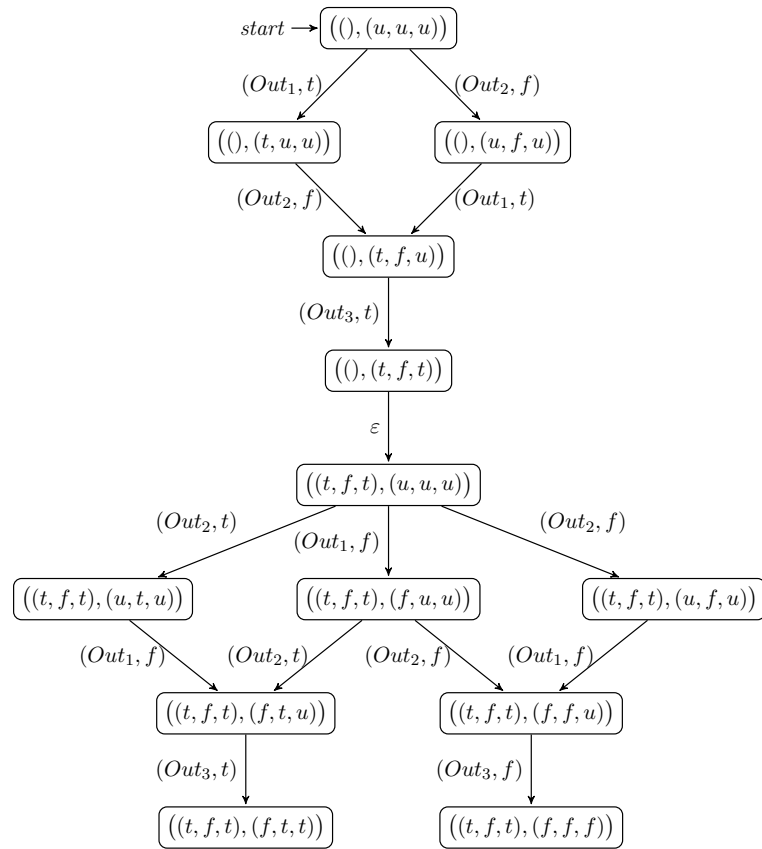 start ((), (u, u, u))
(Out₁, t) (Out₂, f)
((), (t, u, u)) ((), (u, f, u))
(Out₂, f) (Out₁, t)
((), (t, f, u))
(Out₃, t)
((), (t, f, t))
ε
((t, f, t), (u, u, u))
(Out₂, t) (Out₁, f) (Out₂, f)
((t, f, t), (u, t, u)) ((t, f, t), (f, u, u)) ((t, f, t), (u, f, u))
(Out₁, f) (Out₂, t) (Out₂, f) (Out₁, f)
((t, f, t), (f, t, u)) ((t, f, t), (f, f, u))
(Out₃, t) (Out₃, f)
((t, f, t), (f, t, t)) ((t, f, t), (f, f, f))